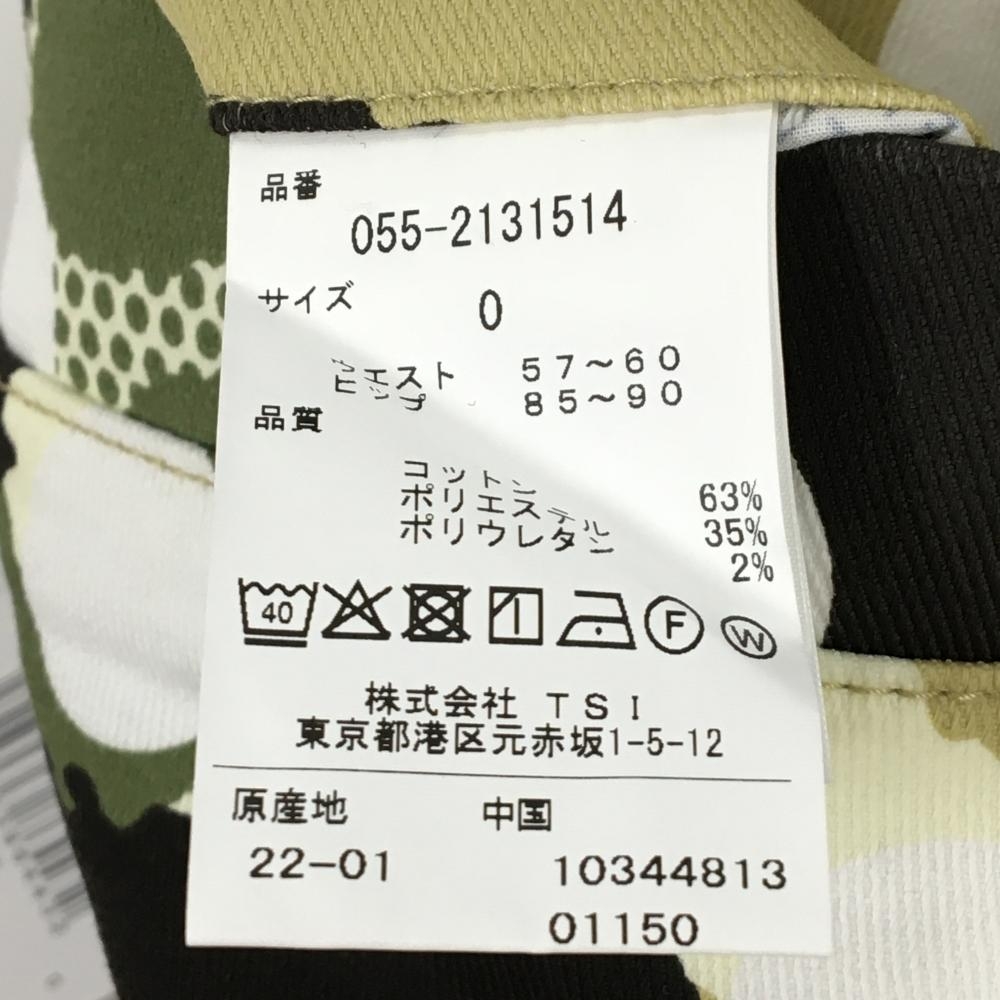 品番
055-2131514
サイズ 0
ウエスト 57～60
ヒップ 85～90
品質
コットン 63%
ポリエステル 35%
ポリウレタン 2%
40
F
W
株式会社 TSI
東京都港区元赤坂1-5-12
原産地 中国
22-01 10344813
01150